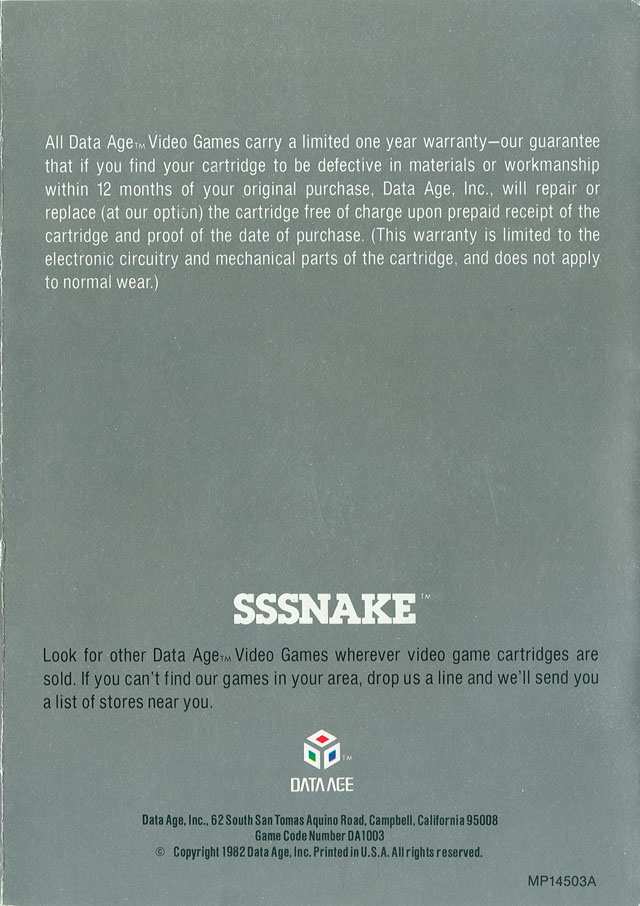 All Data Age™ Video Games carry a limited one year warranty—our guarantee
that if you find your cartridge to be defective in materials or workmanship
within 12 months of your original purchase, Data Age, Inc., will repair or
replace (at our option) the cartridge free of charge upon prepaid receipt of the
cartridge and proof of the date of purchase. (This warranty is limited to the
electronic circuitry and mechanical parts of the cartridge, and does not apply
to normal wear.)
SSSNAKE™
Look for other Data Age™ Video Games wherever video game cartridges are
sold. If you can't find our games in your area, drop us a line and we'll send you
a list of stores near you.
TM
DATA AGE
Data Age, Inc., 62 South San Tomas Aquino Road, Campbell, California 95008
Game Code Number DA1003
© Copyright 1982 Data Age, Inc. Printed in U.S.A. All rights reserved.
MP14503A